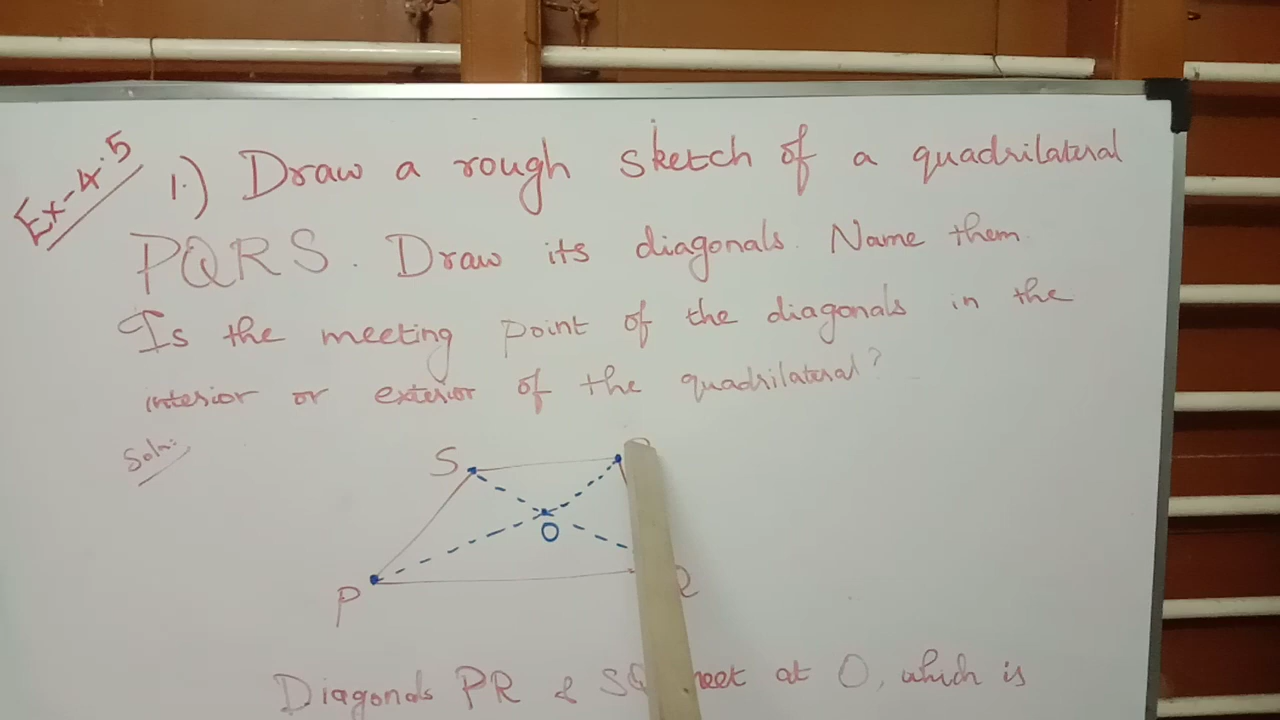 Ex-4.5
1.) Draw a rough sketch of a quadrilateral
PQRS. Draw its diagonals. Name them.
Is the meeting point of the diagonals in the
interior or exterior of the quadrilateral?
Soln:
S
O
P
Diagonals PR & SQ meet at O, which is